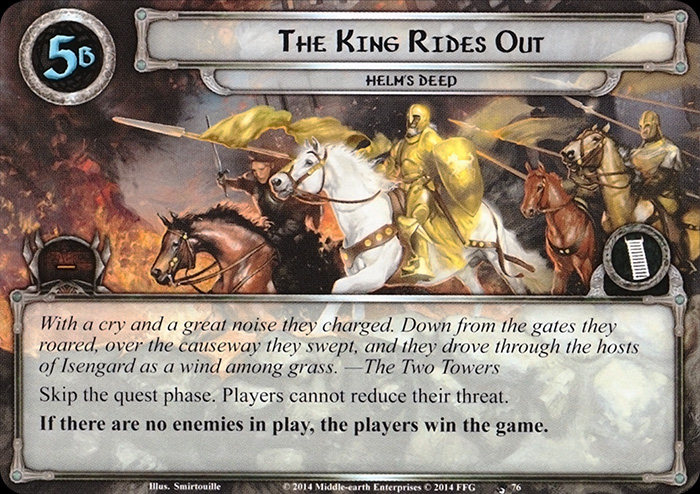 5B
The King Rides Out
Helm's Deep
–
With a cry and a great noise they charged. Down from the gates they
roared, over the causeway they swept, and they drove through the hosts
of Isengard as a wind among grass. —The Two Towers
Skip the quest phase. Players cannot reduce their threat.
If there are no enemies in play, the players win the game.
Illus. Smirtouille © 2014 Middle-earth Enterprises © 2014 FFG 76